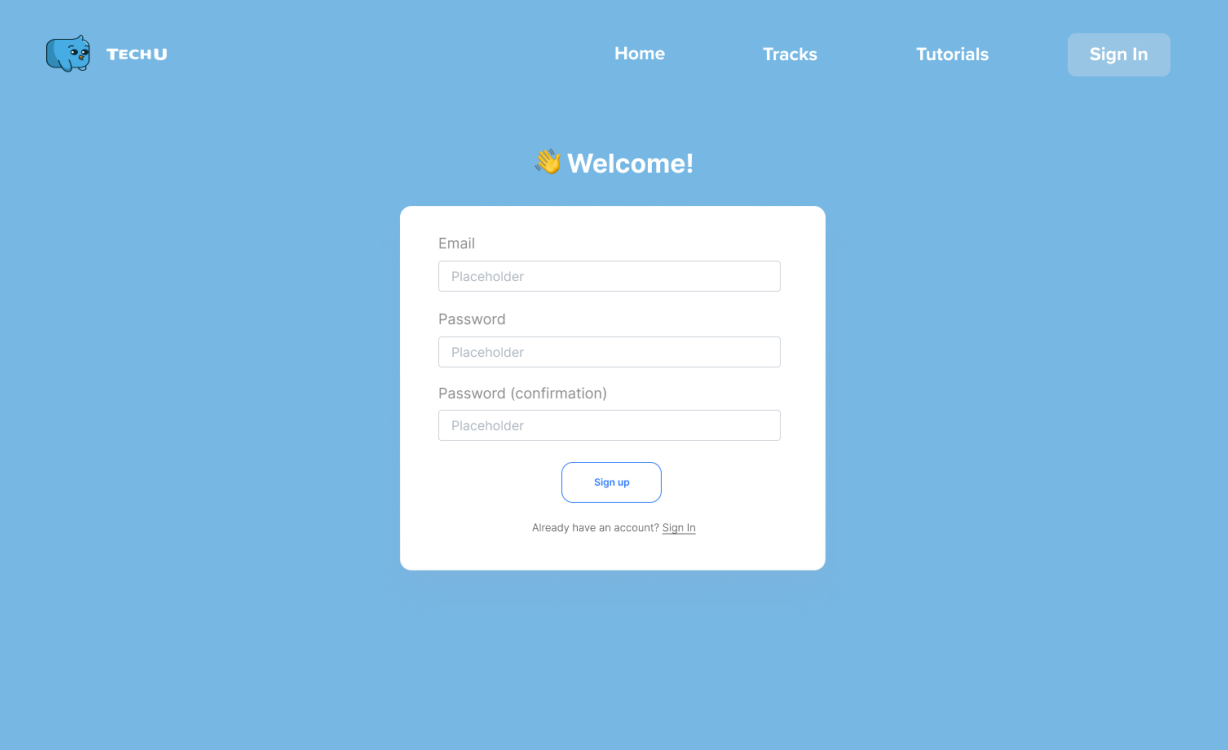 TECHU
Home
Tracks
Tutorials
Sign In
👋 Welcome!
Email
Placeholder
Password
Placeholder
Password (confirmation)
Placeholder
Sign up
Already have an account? Sign In